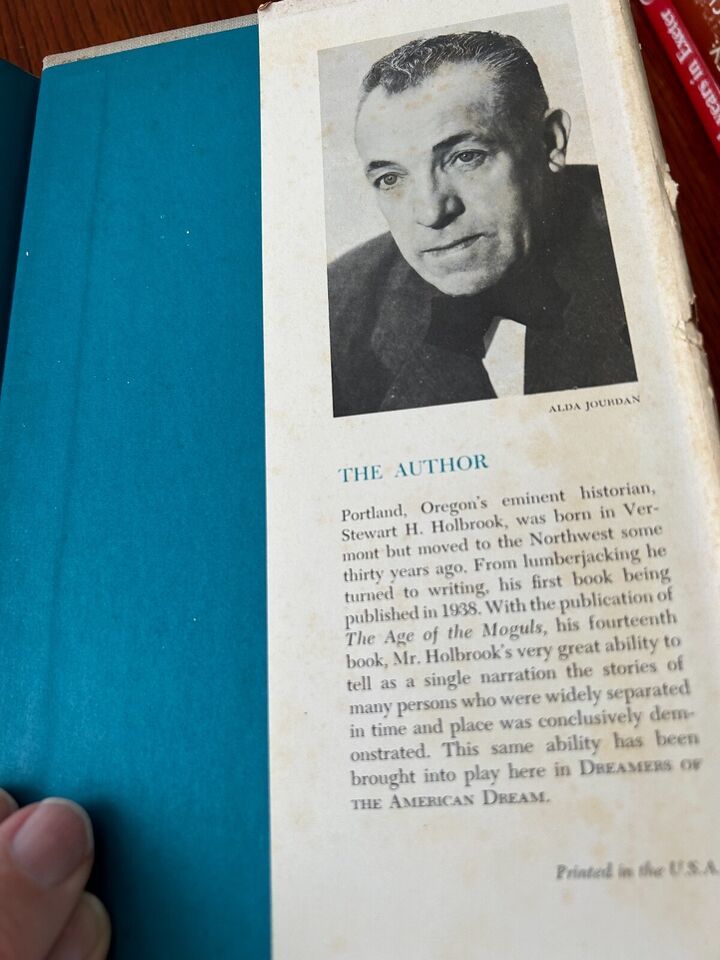 ears in Exeter
ALDA JOURDAN
THE AUTHOR
Portland, Oregon's eminent historian,
Stewart H. Holbrook, was born in Ver-
mont but moved to the Northwest some
thirty years ago. From lumberjacking he
turned to writing, his first book being
published in 1938. With the publication of
The Age of the Moguls, his fourteenth
book, Mr. Holbrook's very great ability to
tell as a single narration the stories of
many persons who were widely separated
in time and place was conclusively dem-
onstrated. This same ability has been
brought into play here in DREAMERS OF
THE AMERICAN DREAM.
Printed in the U.S.A.